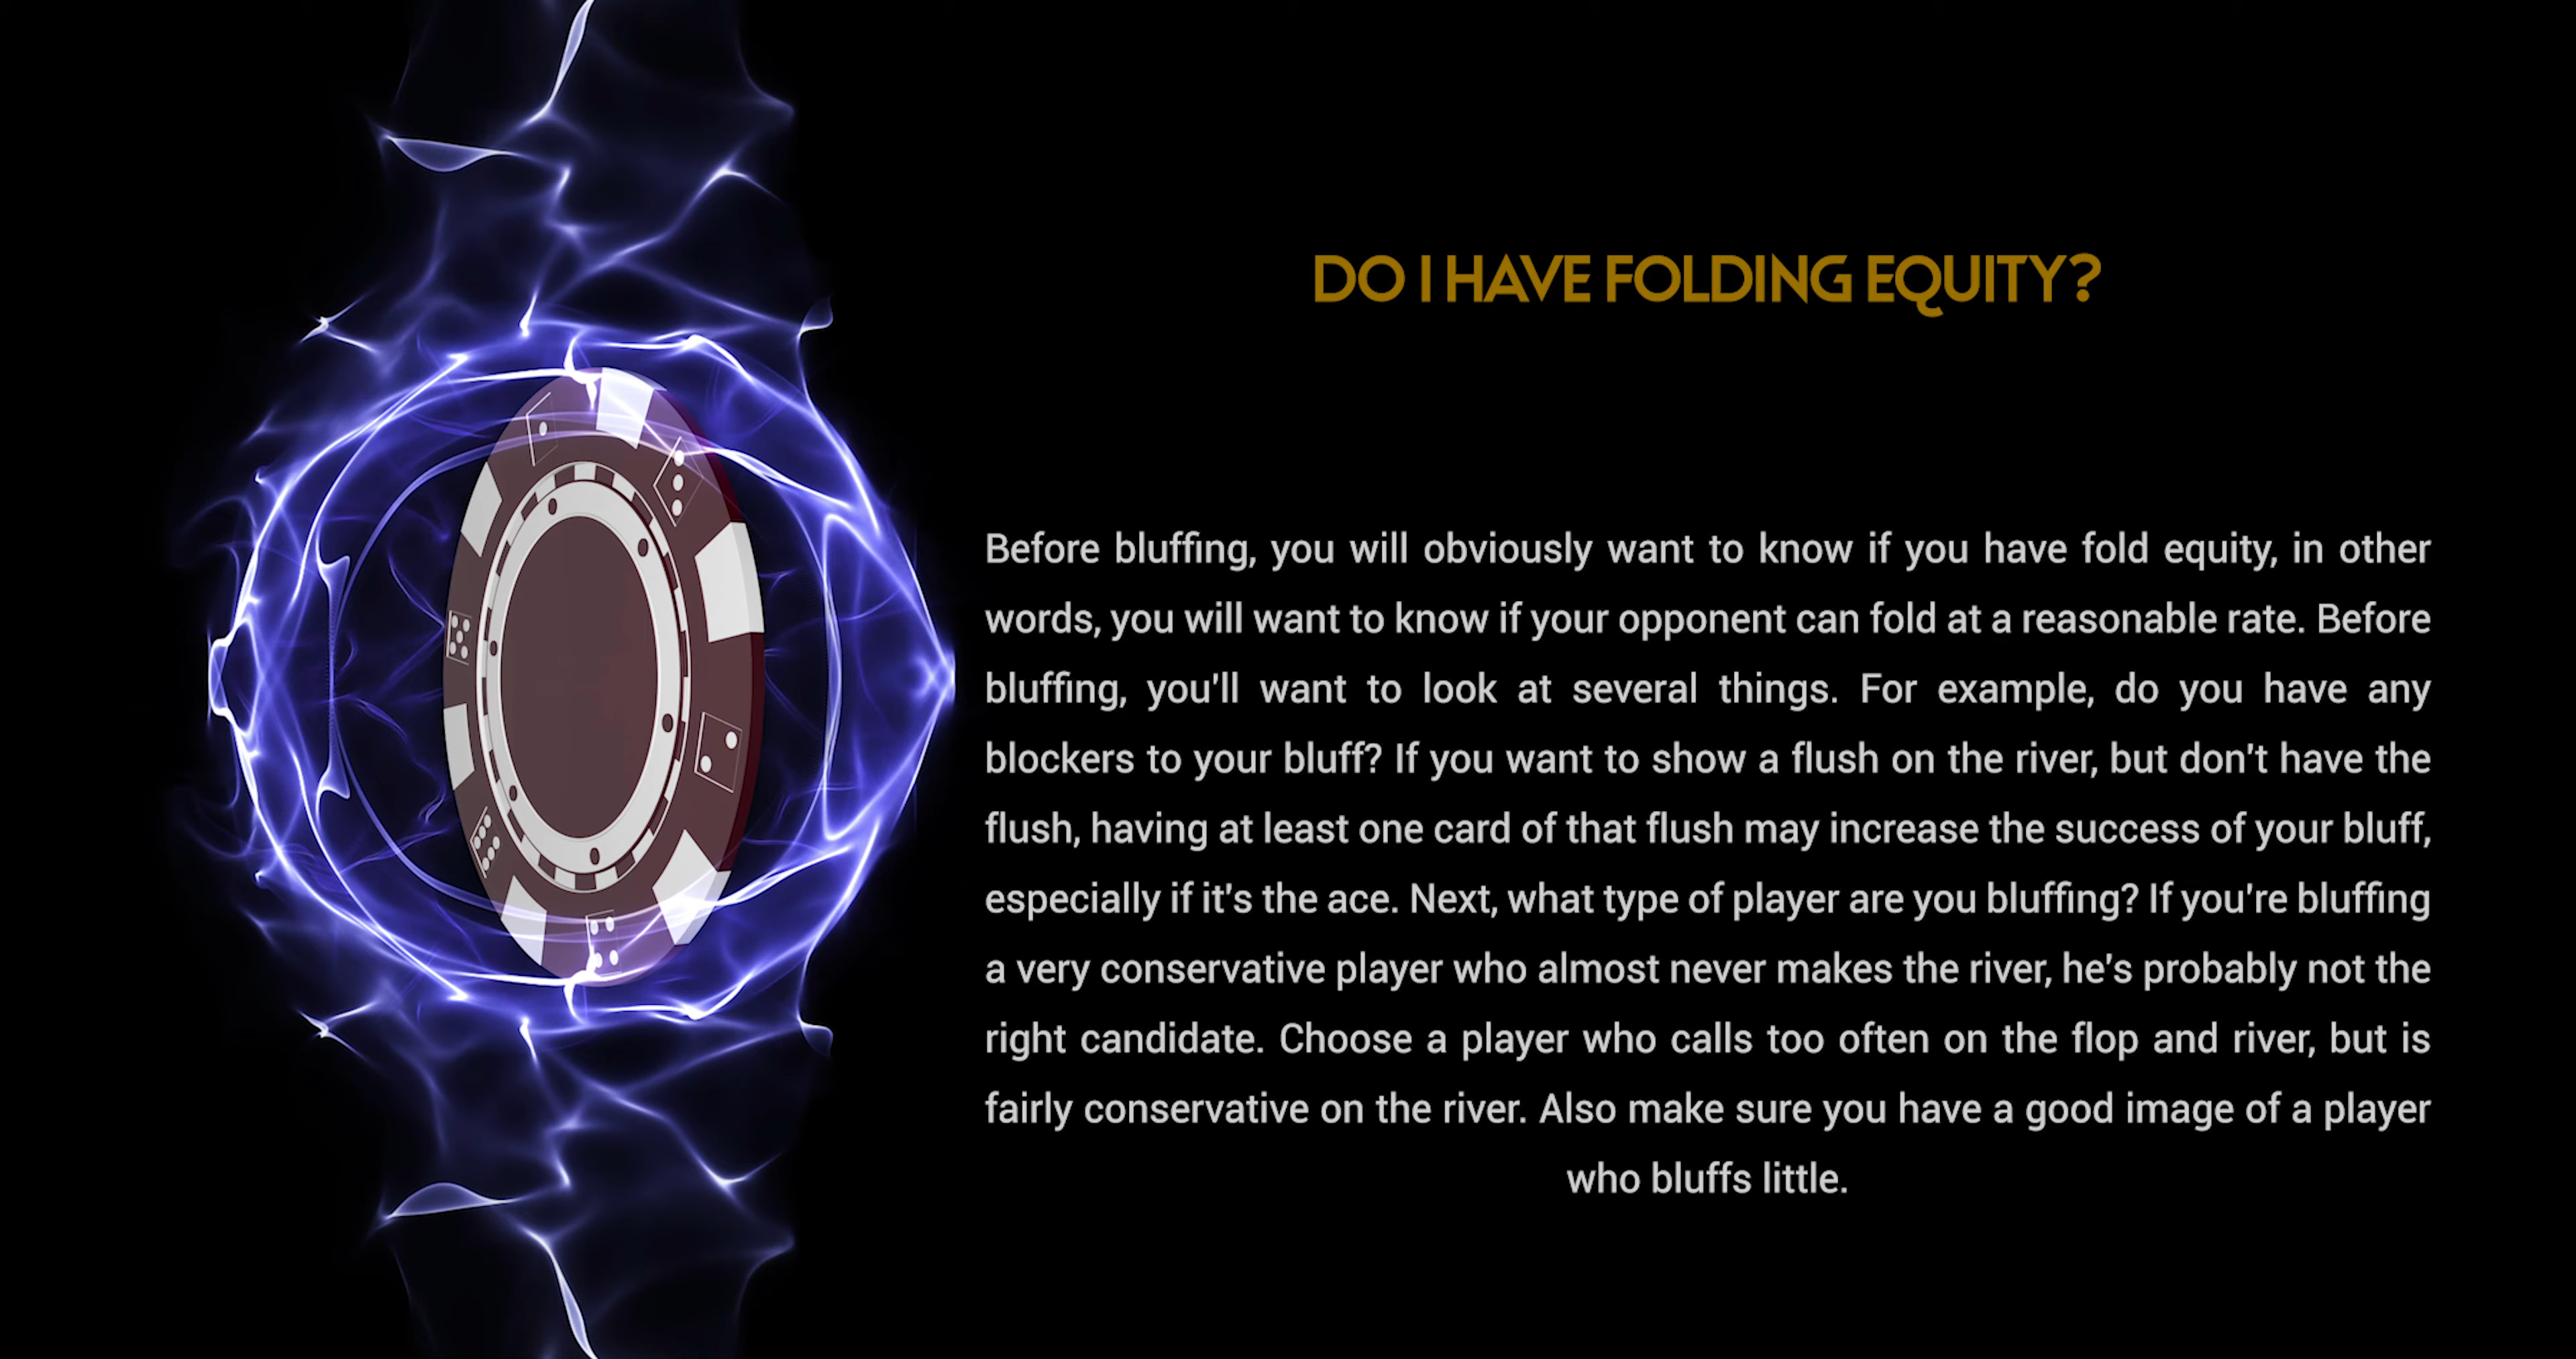 DO I HAVE FOLDING EQUITY?
Before bluffing, you will obviously want to know if you have fold equity, in other
words, you will want to know if your opponent can fold at a reasonable rate. Before
bluffing, you'll want to look at several things. For example, do you have any
blockers to your bluff? If you want to show a flush on the river, but don't have the
flush, having at least one card of that flush may increase the success of your bluff,
especially if it's the ace. Next, what type of player are you bluffing? If you're bluffing
a very conservative player who almost never makes the river, he's probably not the
right candidate. Choose a player who calls too often on the flop and river, but is
fairly conservative on the river. Also make sure you have a good image of a player
who bluffs little.